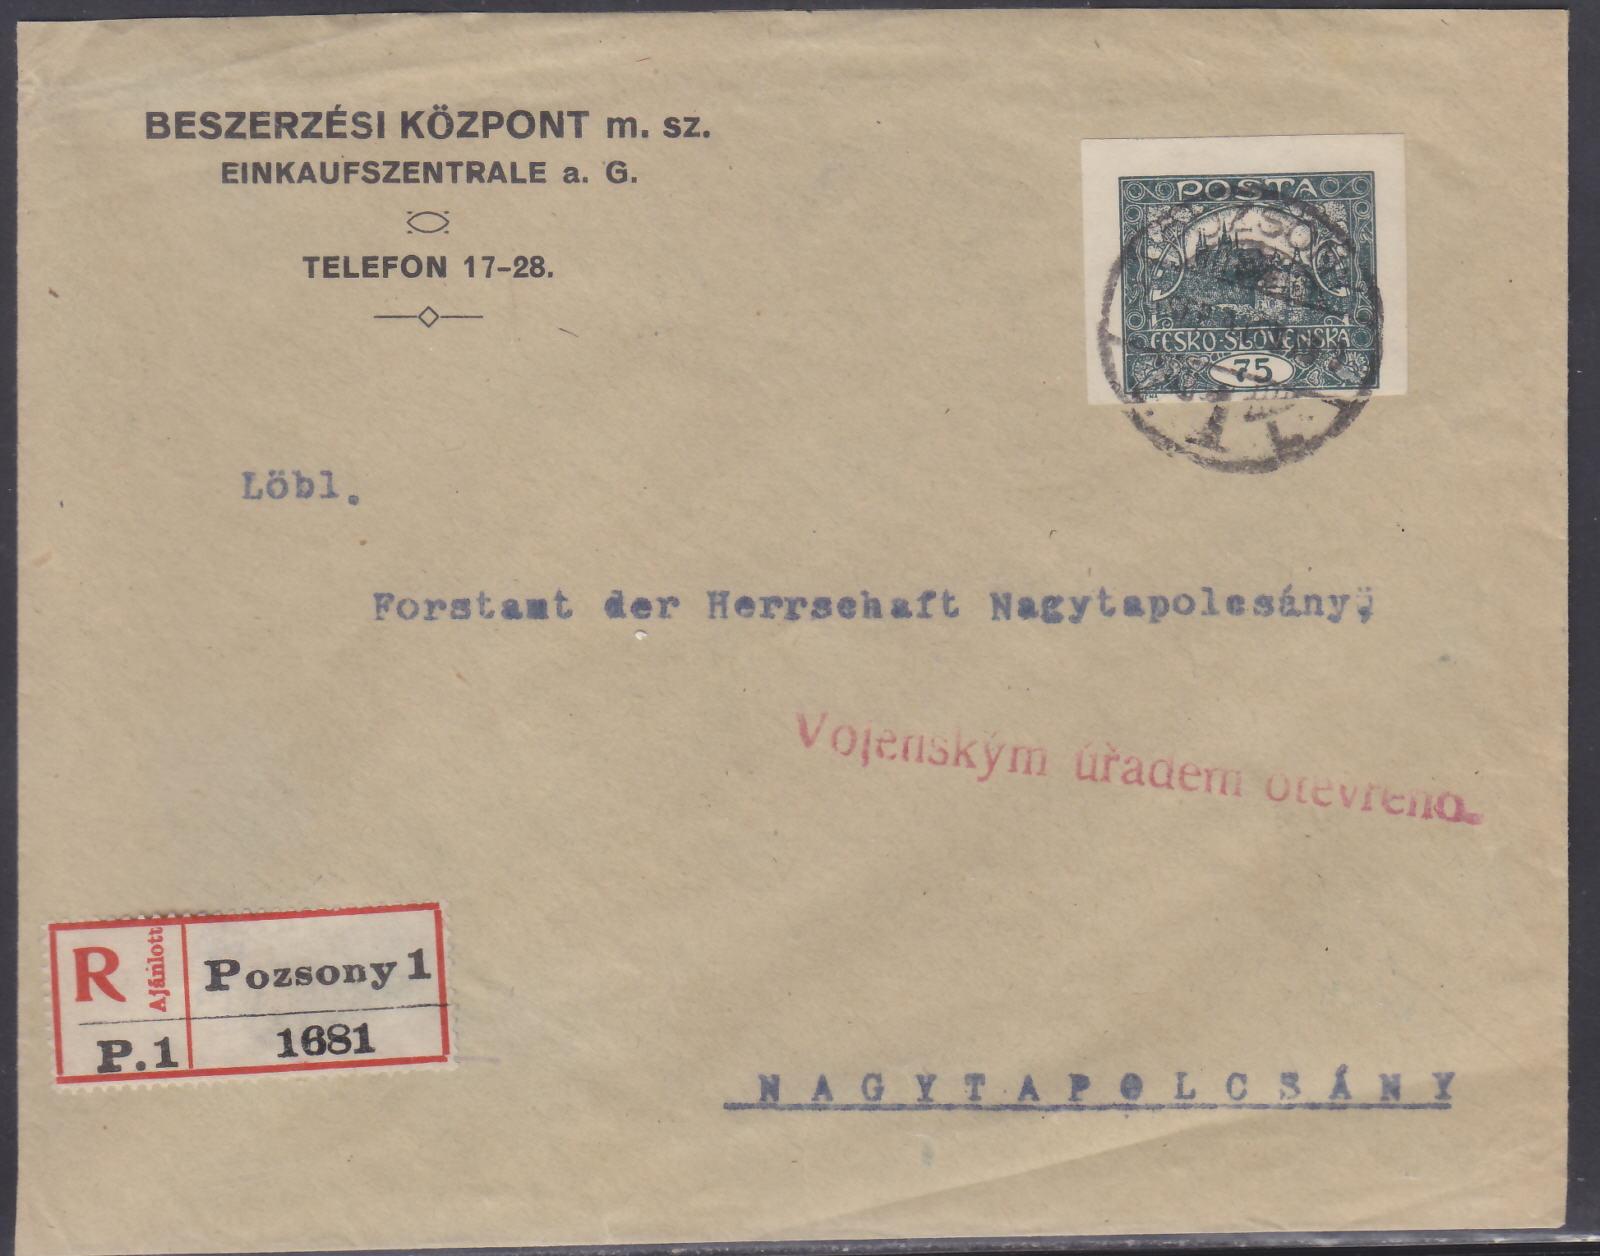 BESZERZÉSI KÖZPONT m. sz.
EINKAUFSZENTRALE a. G.
TELEFON 17-28.
POSTA
ČESKO·SLOVENSKA
75
Löbl.
Forstamt der Herrschaft Nagytapolcsány,
Vojenským úřadem otevřeno.
R
Ajánlott
Pozsony 1
P.1
1681
NAGYTAPOLCSÁNY